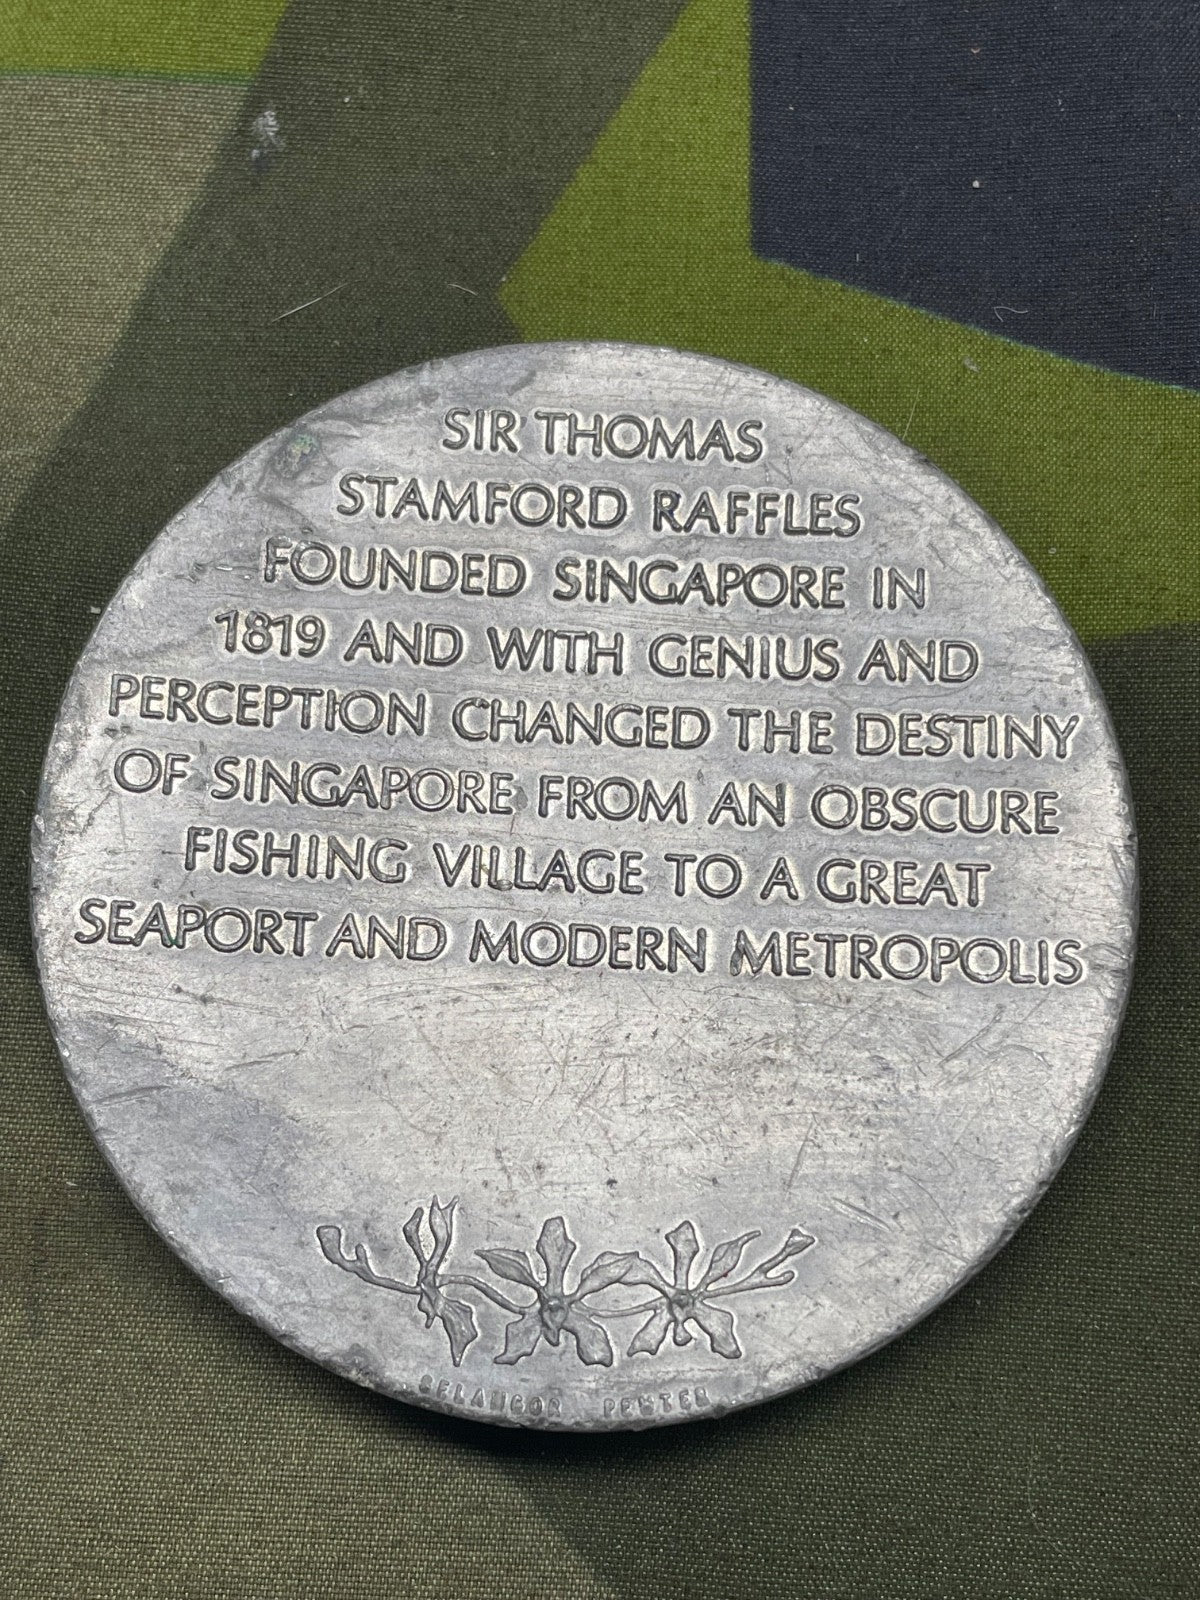 SIR THOMAS
STAMFORD RAFFLES
FOUNDED SINGAPORE IN
1819 AND WITH GENIUS AND
PERCEPTION CHANGED THE DESTINY
OF SINGAPORE FROM AN OBSCURE
FISHING VILLAGE TO A GREAT
SEAPORT AND MODERN METROPOLIS
SELANGOR PEWTER